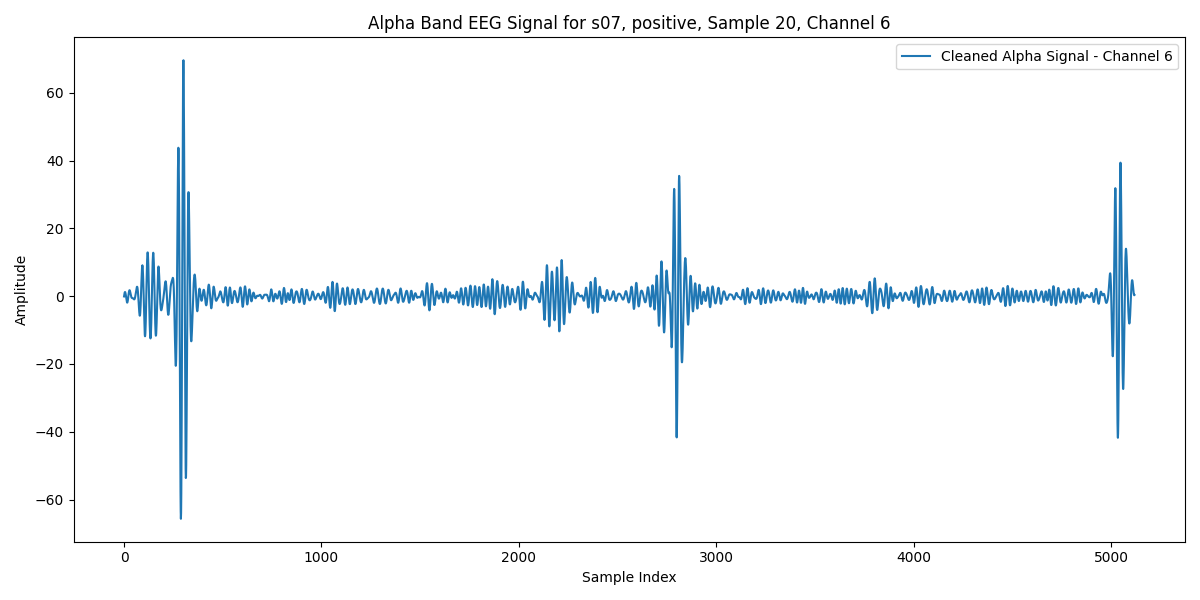 Alpha Band EEG Signal for s07, positive, Sample 20, Channel 6
Cleaned Alpha Signal - Channel 6
Amplitude
60
40
20
0
−20
−40
−60
0 1000 2000 3000 4000 5000
Sample Index